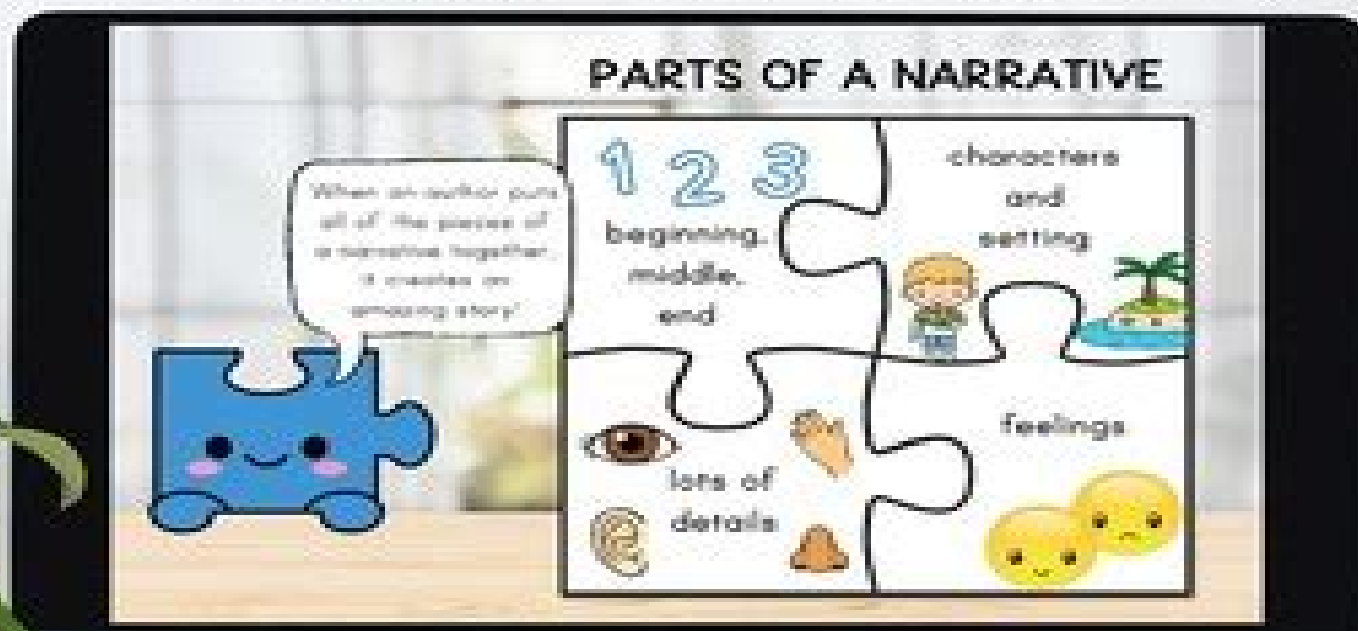 PARTS OF A NARRATIVE
When an author puts
all of the pieces of
a narrative together,
it creates an
amazing story!
1 2 3
beginning,
middle,
end
characters
and
setting
lots of
details
feelings